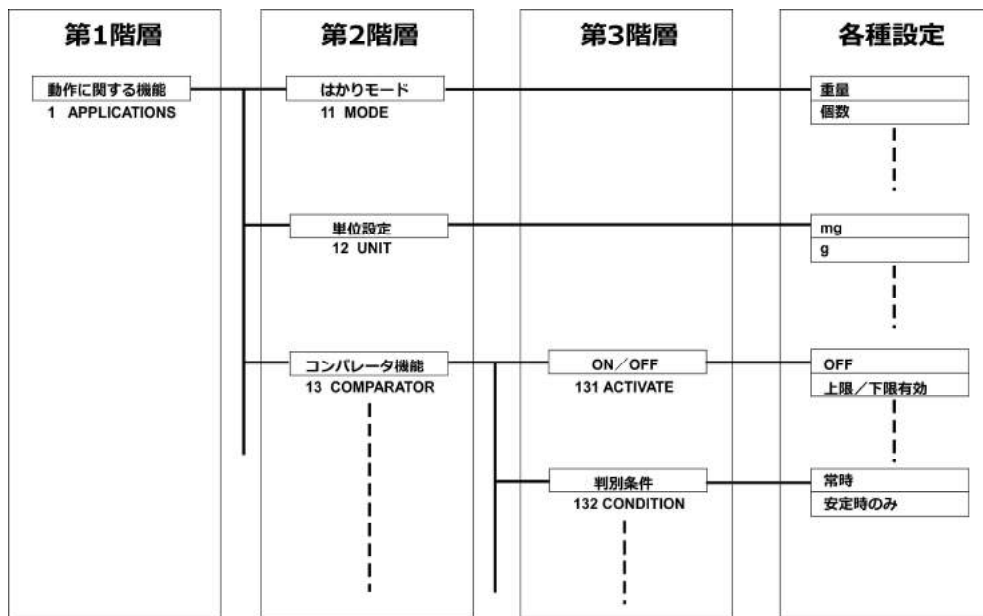 第1階層
第2階層
第3階層
各種設定
動作に関する機能
1 APPLICATIONS
はかりモード
11 MODE
重量
個数
単位設定
12 UNIT
mg
g
コンパレータ機能
13 COMPARATOR
ON／OFF
131 ACTIVATE
OFF
上限／下限有効
判別条件
132 CONDITION
常時
安定時のみ